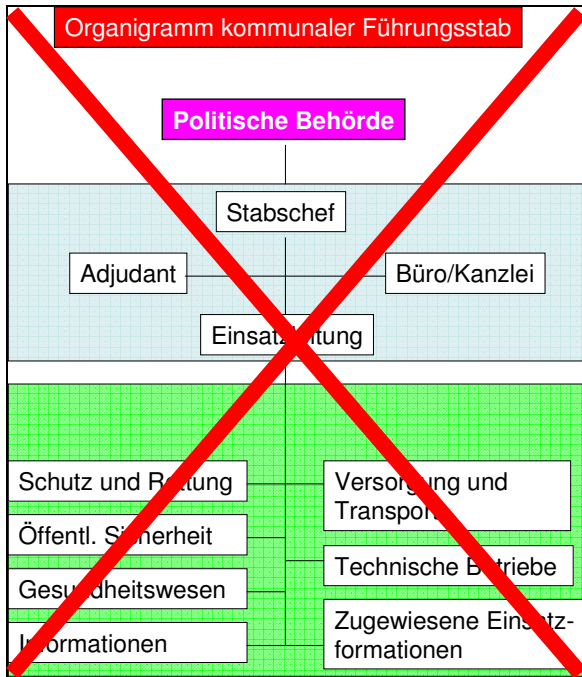 Organigramm kommunaler Führungsstab
Politische Behörde
Stabschef
Adjudant
Büro/Kanzlei
Einsatzleitung
Schutz und Rettung
Öffentl. Sicherheit
Gesundheitswesen
Informationen
Versorgung und
Transport
Technische Betriebe
Zugewiesene Einsatz-
formationen